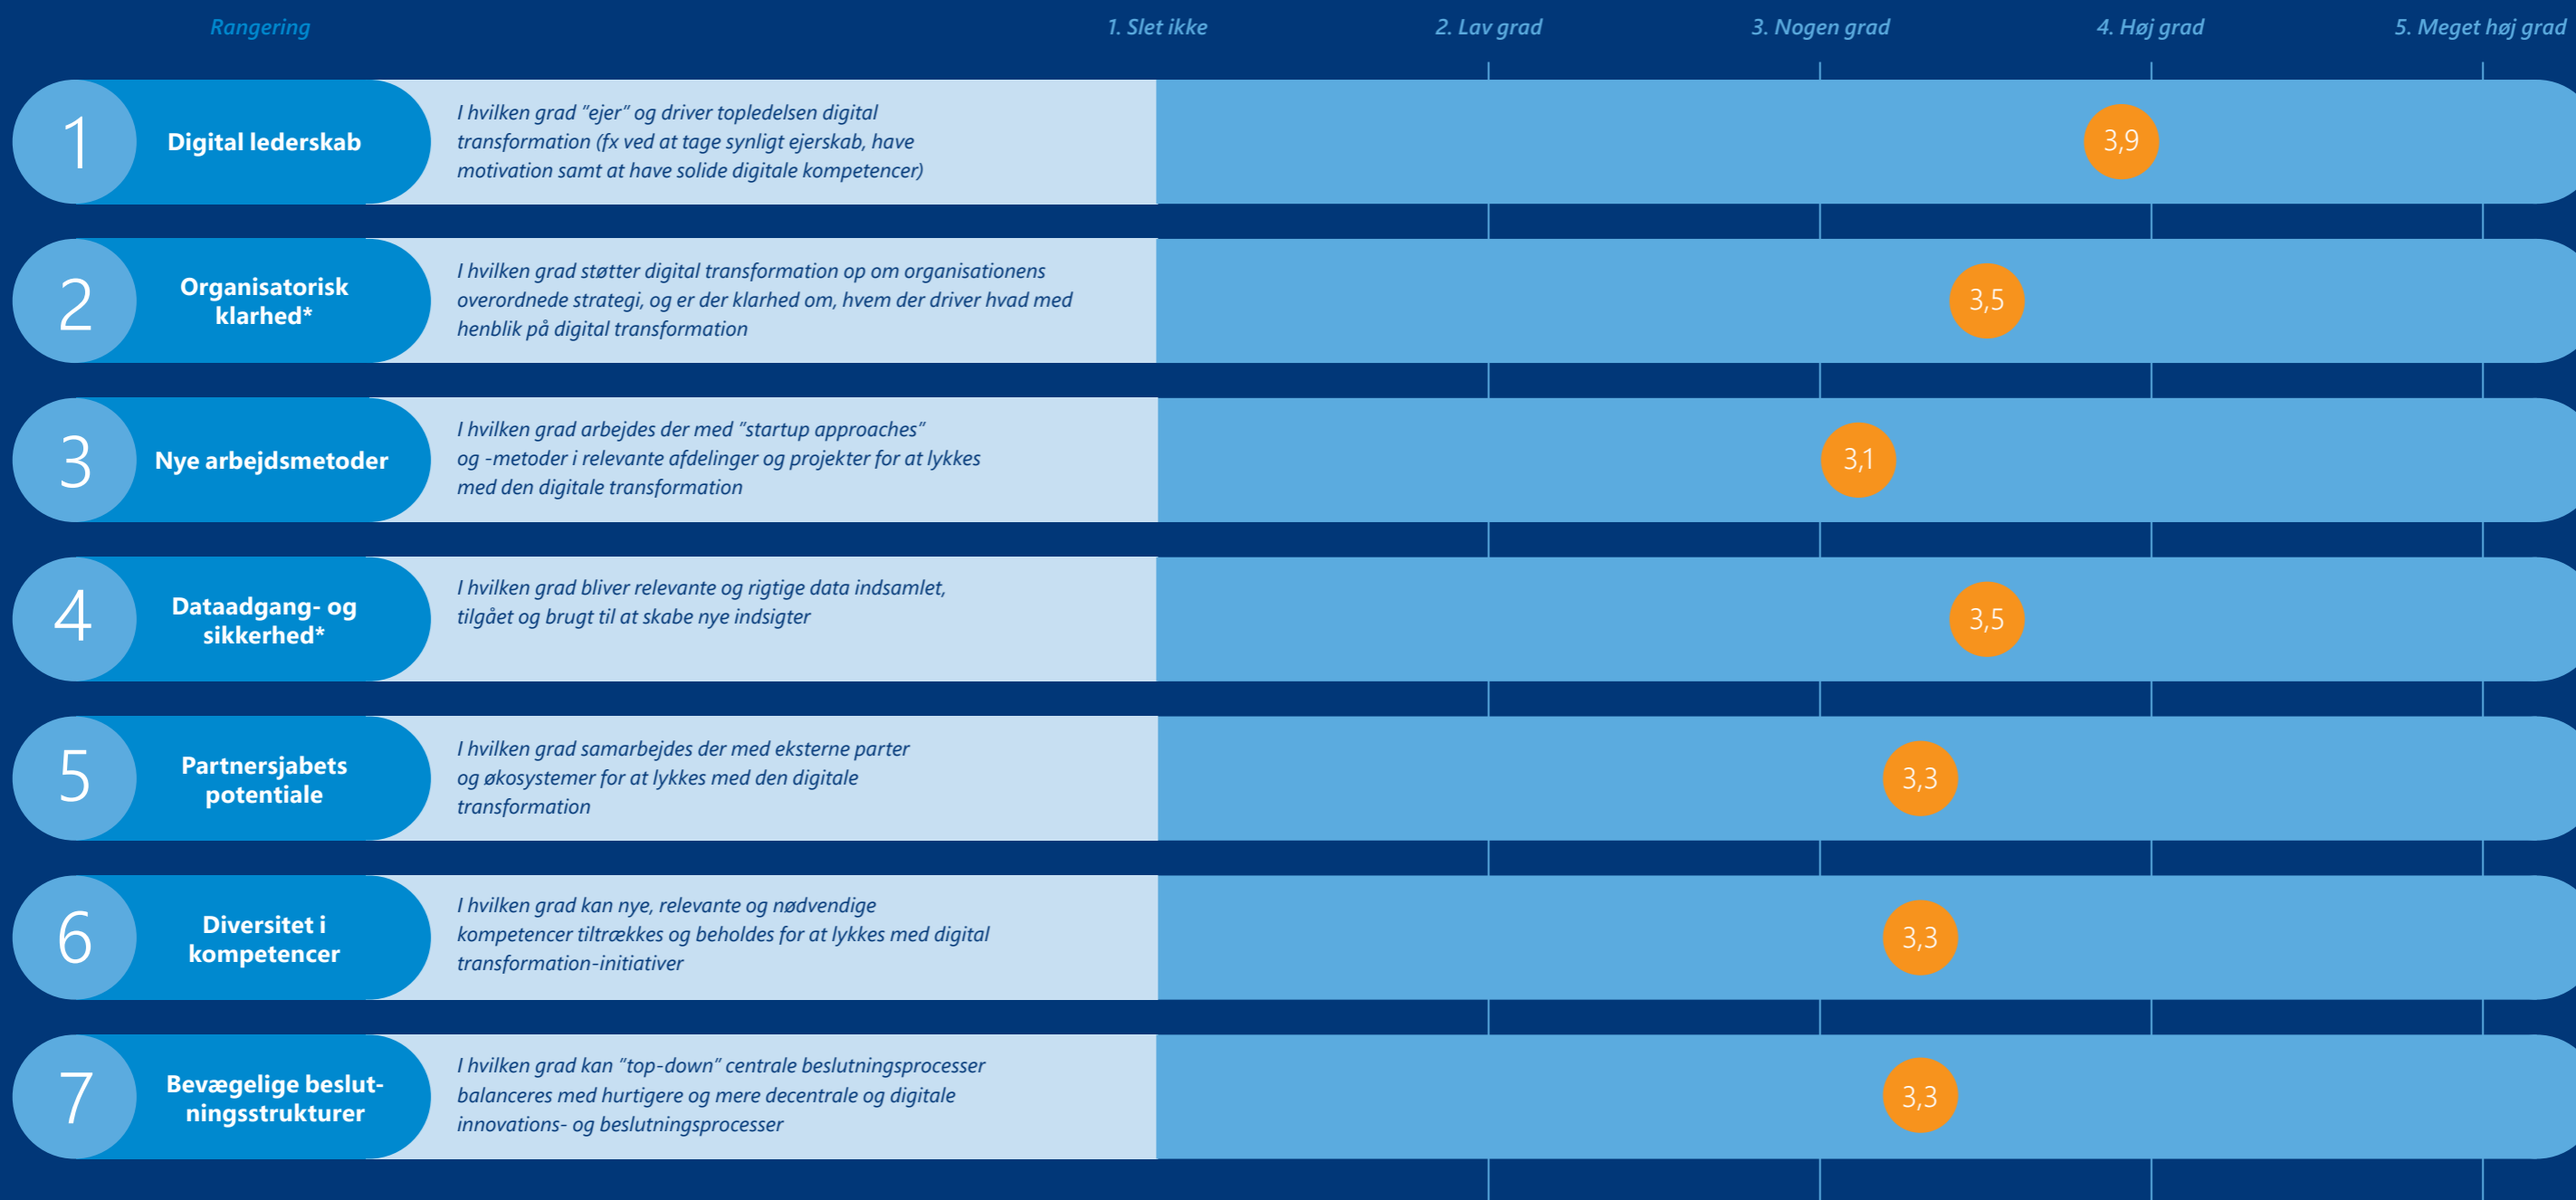 Rangering 1. Slet ikke 2. Lav grad 3. Nogen grad 4. Høj grad 5. Meget høj grad
1
Digital lederskab
I hvilken grad ”ejer” og driver topledelsen digital
transformation (fx ved at tage synligt ejerskab, have
motivation samt at have solide digitale kompetencer)
3,9
2
Organisatorisk
klarhed*
I hvilken grad støtter digital transformation op om organisationens
overordnede strategi, og er der klarhed om, hvem der driver hvad med
henblik på digital transformation
3,5
3
Nye arbejdsmetoder
I hvilken grad arbejdes der med ”startup approaches”
og -metoder i relevante afdelinger og projekter for at lykkes
med den digitale transformation
3,1
4
Dataadgang- og
sikkerhed*
I hvilken grad bliver relevante og rigtige data indsamlet,
tilgået og brugt til at skabe nye indsigter
3,5
5
Partnersjabets
potentiale
I hvilken grad samarbejdes der med eksterne parter
og økosystemer for at lykkes med den digitale
transformation
3,3
6
Diversitet i
kompetencer
I hvilken grad kan nye, relevante og nødvendige
kompetencer tiltrækkes og beholdes for at lykkes med digital
transformation-initiativer
3,3
7
Bevægelige beslut-
ningsstrukturer
I hvilken grad kan ”top-down” centrale beslutningsprocesser
balanceres med hurtigere og mere decentrale og digitale
innovations- og beslutningsprocesser
3,3